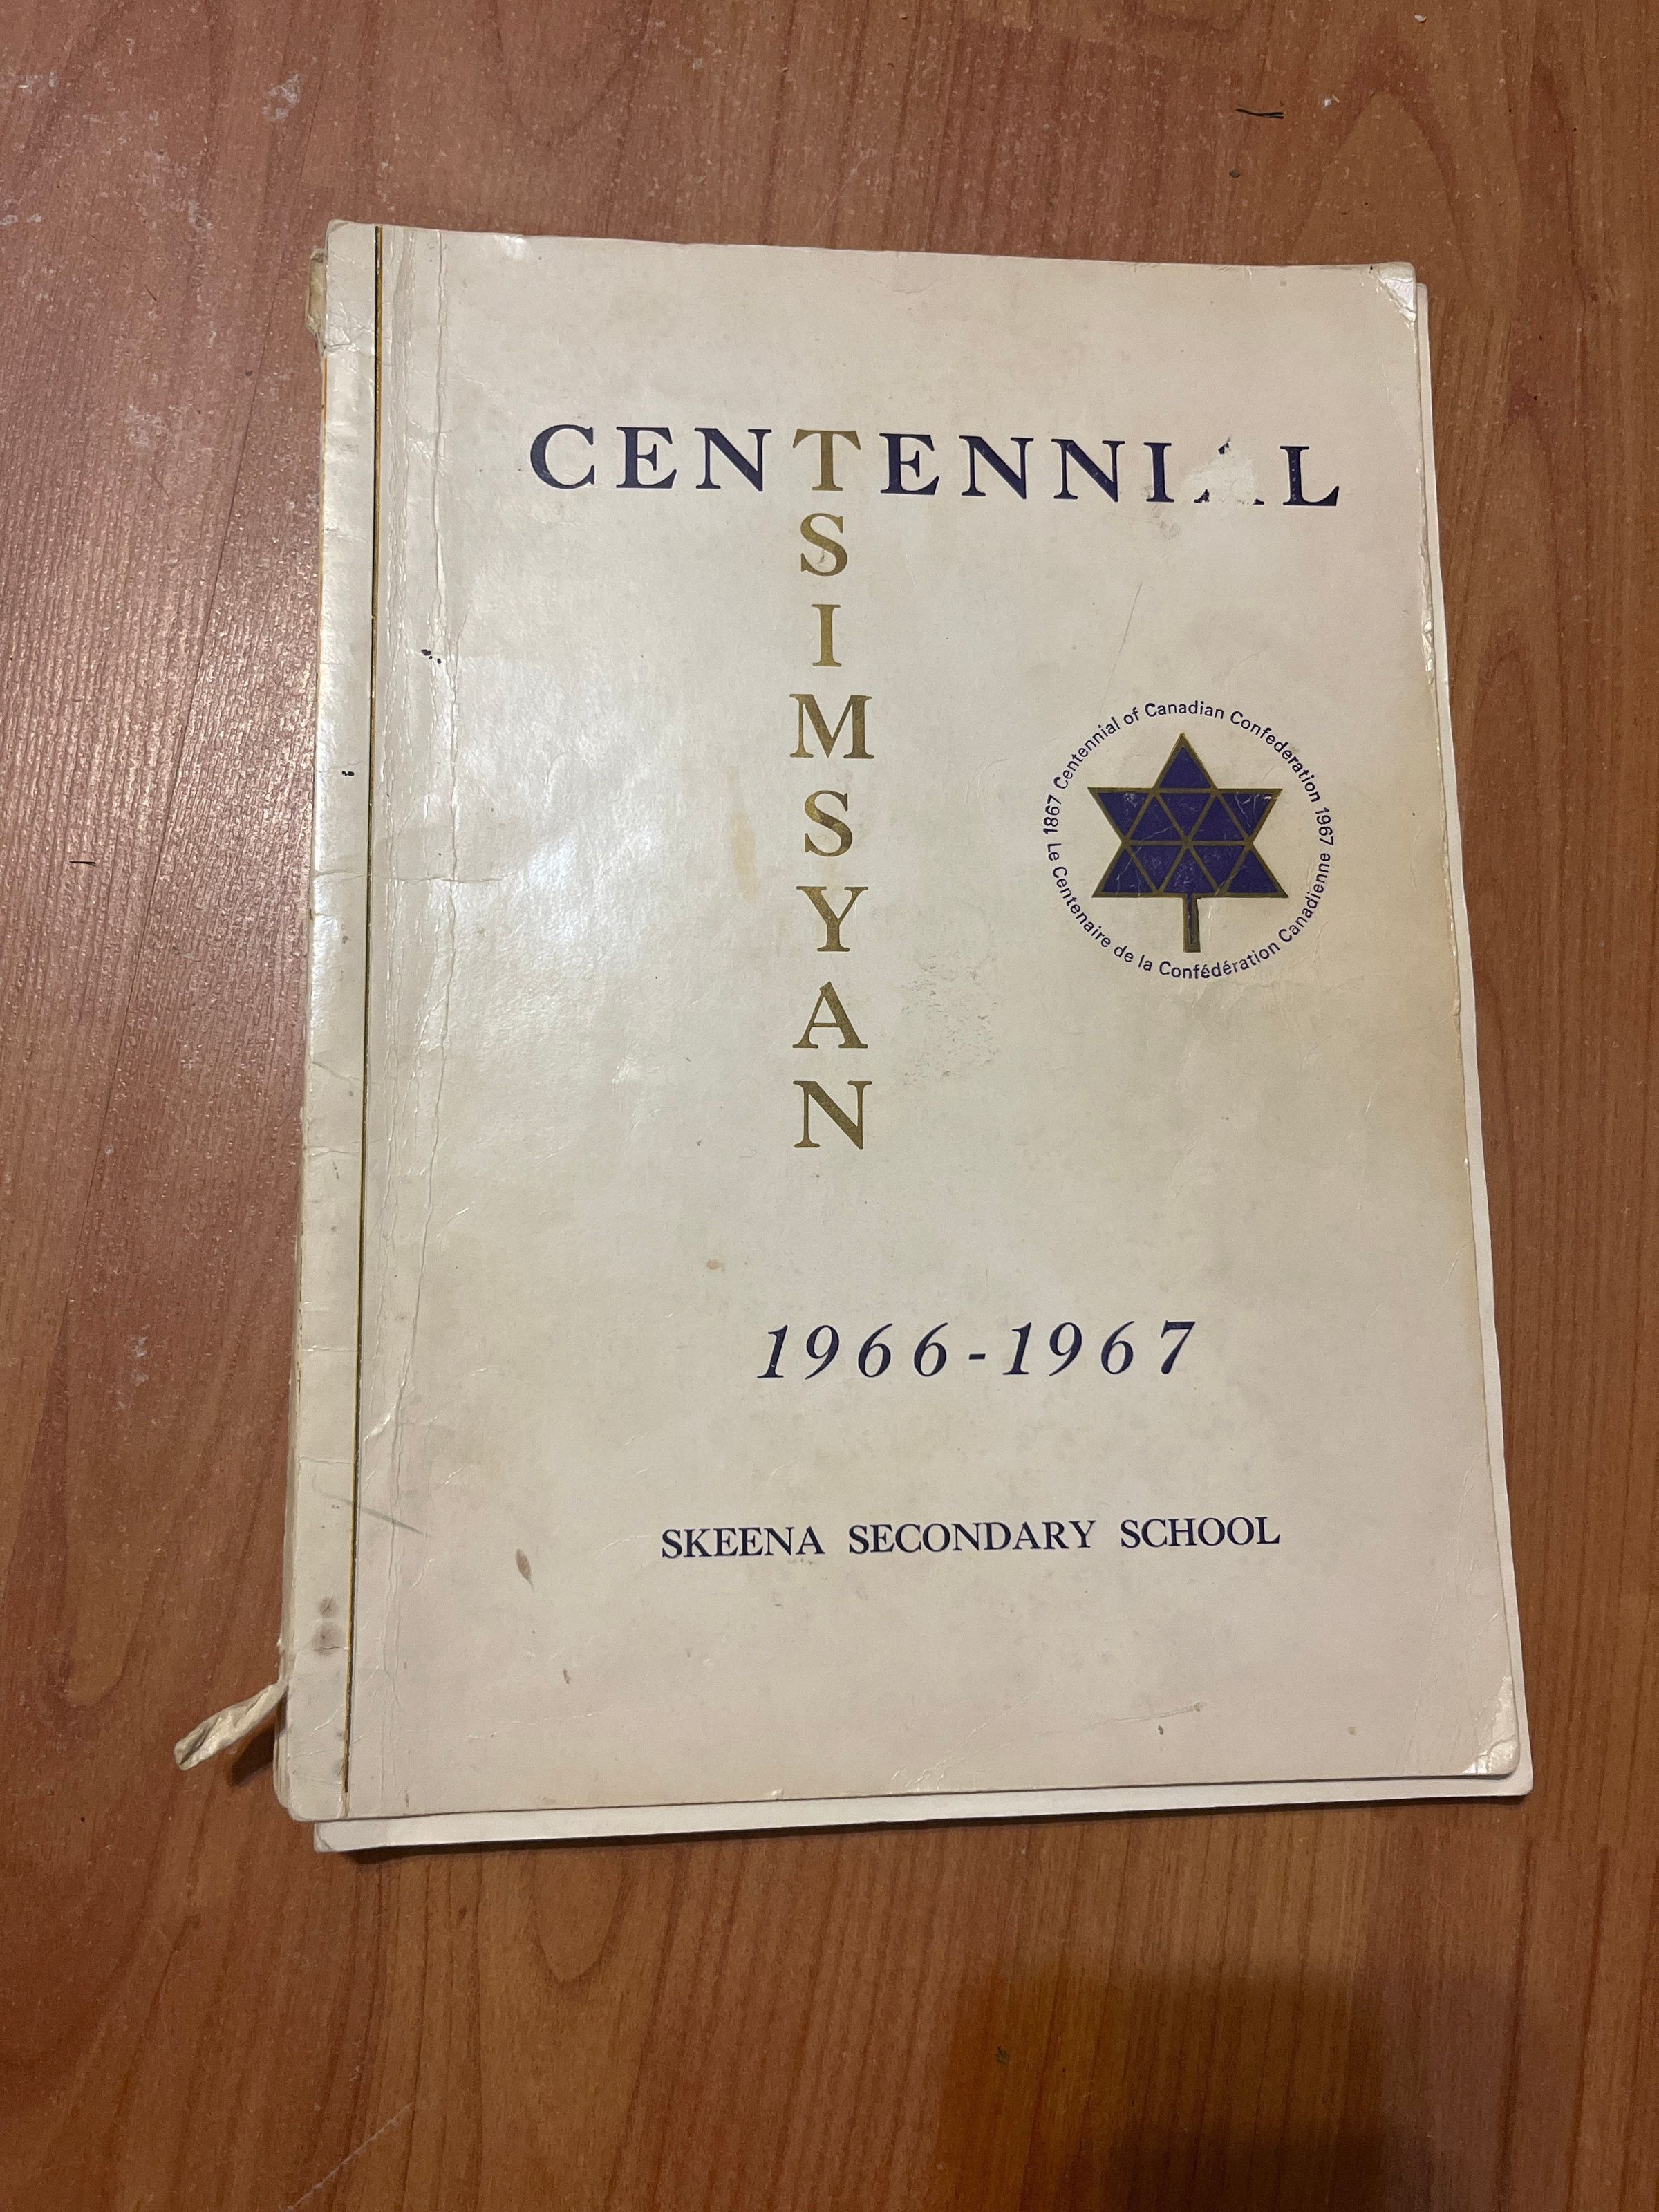 CENTENNIAL
TSIMSYAN
1867 Centennial of Canadian Confederation 1967
Le Centenaire de la Confédération Canadienne
1966-1967
SKEENA SECONDARY SCHOOL